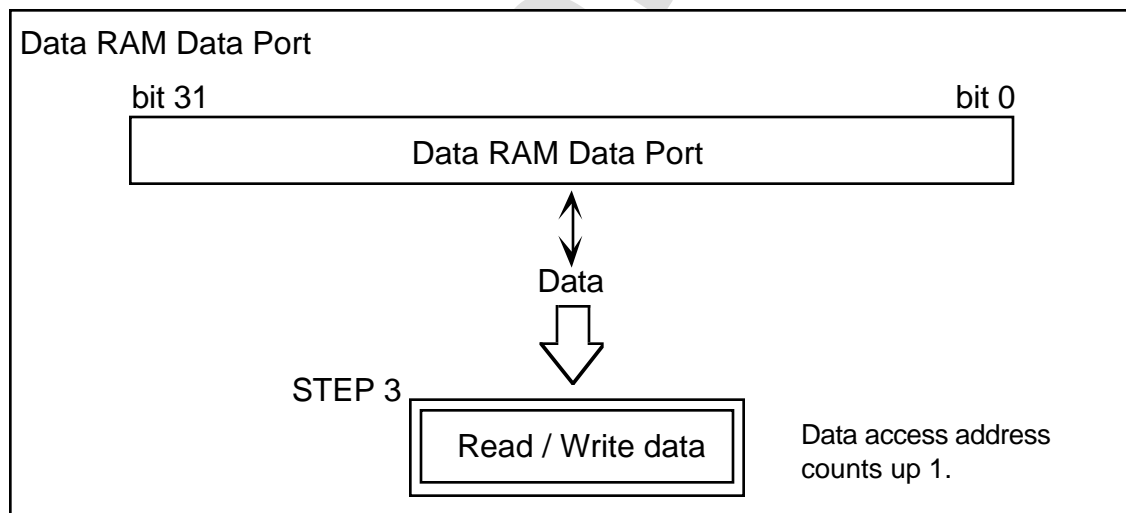 Data RAM Data Port
bit 31 bit 0
Data RAM Data Port
Data
STEP 3
Read / Write data
Data access address
counts up 1.